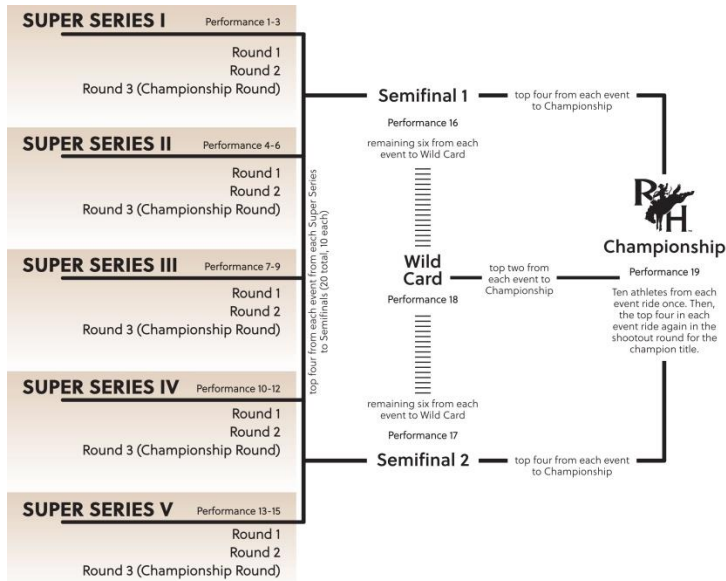 SUPER SERIES I Performance 1-3
Round 1
Round 2
Round 3 (Championship Round)
SUPER SERIES II Performance 4-6
Round 1
Round 2
Round 3 (Championship Round)
SUPER SERIES III Performance 7-9
Round 1
Round 2
Round 3 (Championship Round)
SUPER SERIES IV Performance 10-12
Round 1
Round 2
Round 3 (Championship Round)
SUPER SERIES V Performance 13-15
Round 1
Round 2
Round 3 (Championship Round)
top four from each event from each Super Series
to Semifinals (20 total, 10 each)
Semifinal 1
Performance 16
remaining six from each
event to Wild Card
top four from each event
to Championship
Wild
Card
Performance 18
top two from
each event to
Championship
remaining six from each
event to Wild Card
Performance 17
Semifinal 2
top four from each event
to Championship
RH
Championship
Performance 19
Ten athletes from each
event ride once. Then,
the top four in each
event ride again in the
shootout round for the
champion title.